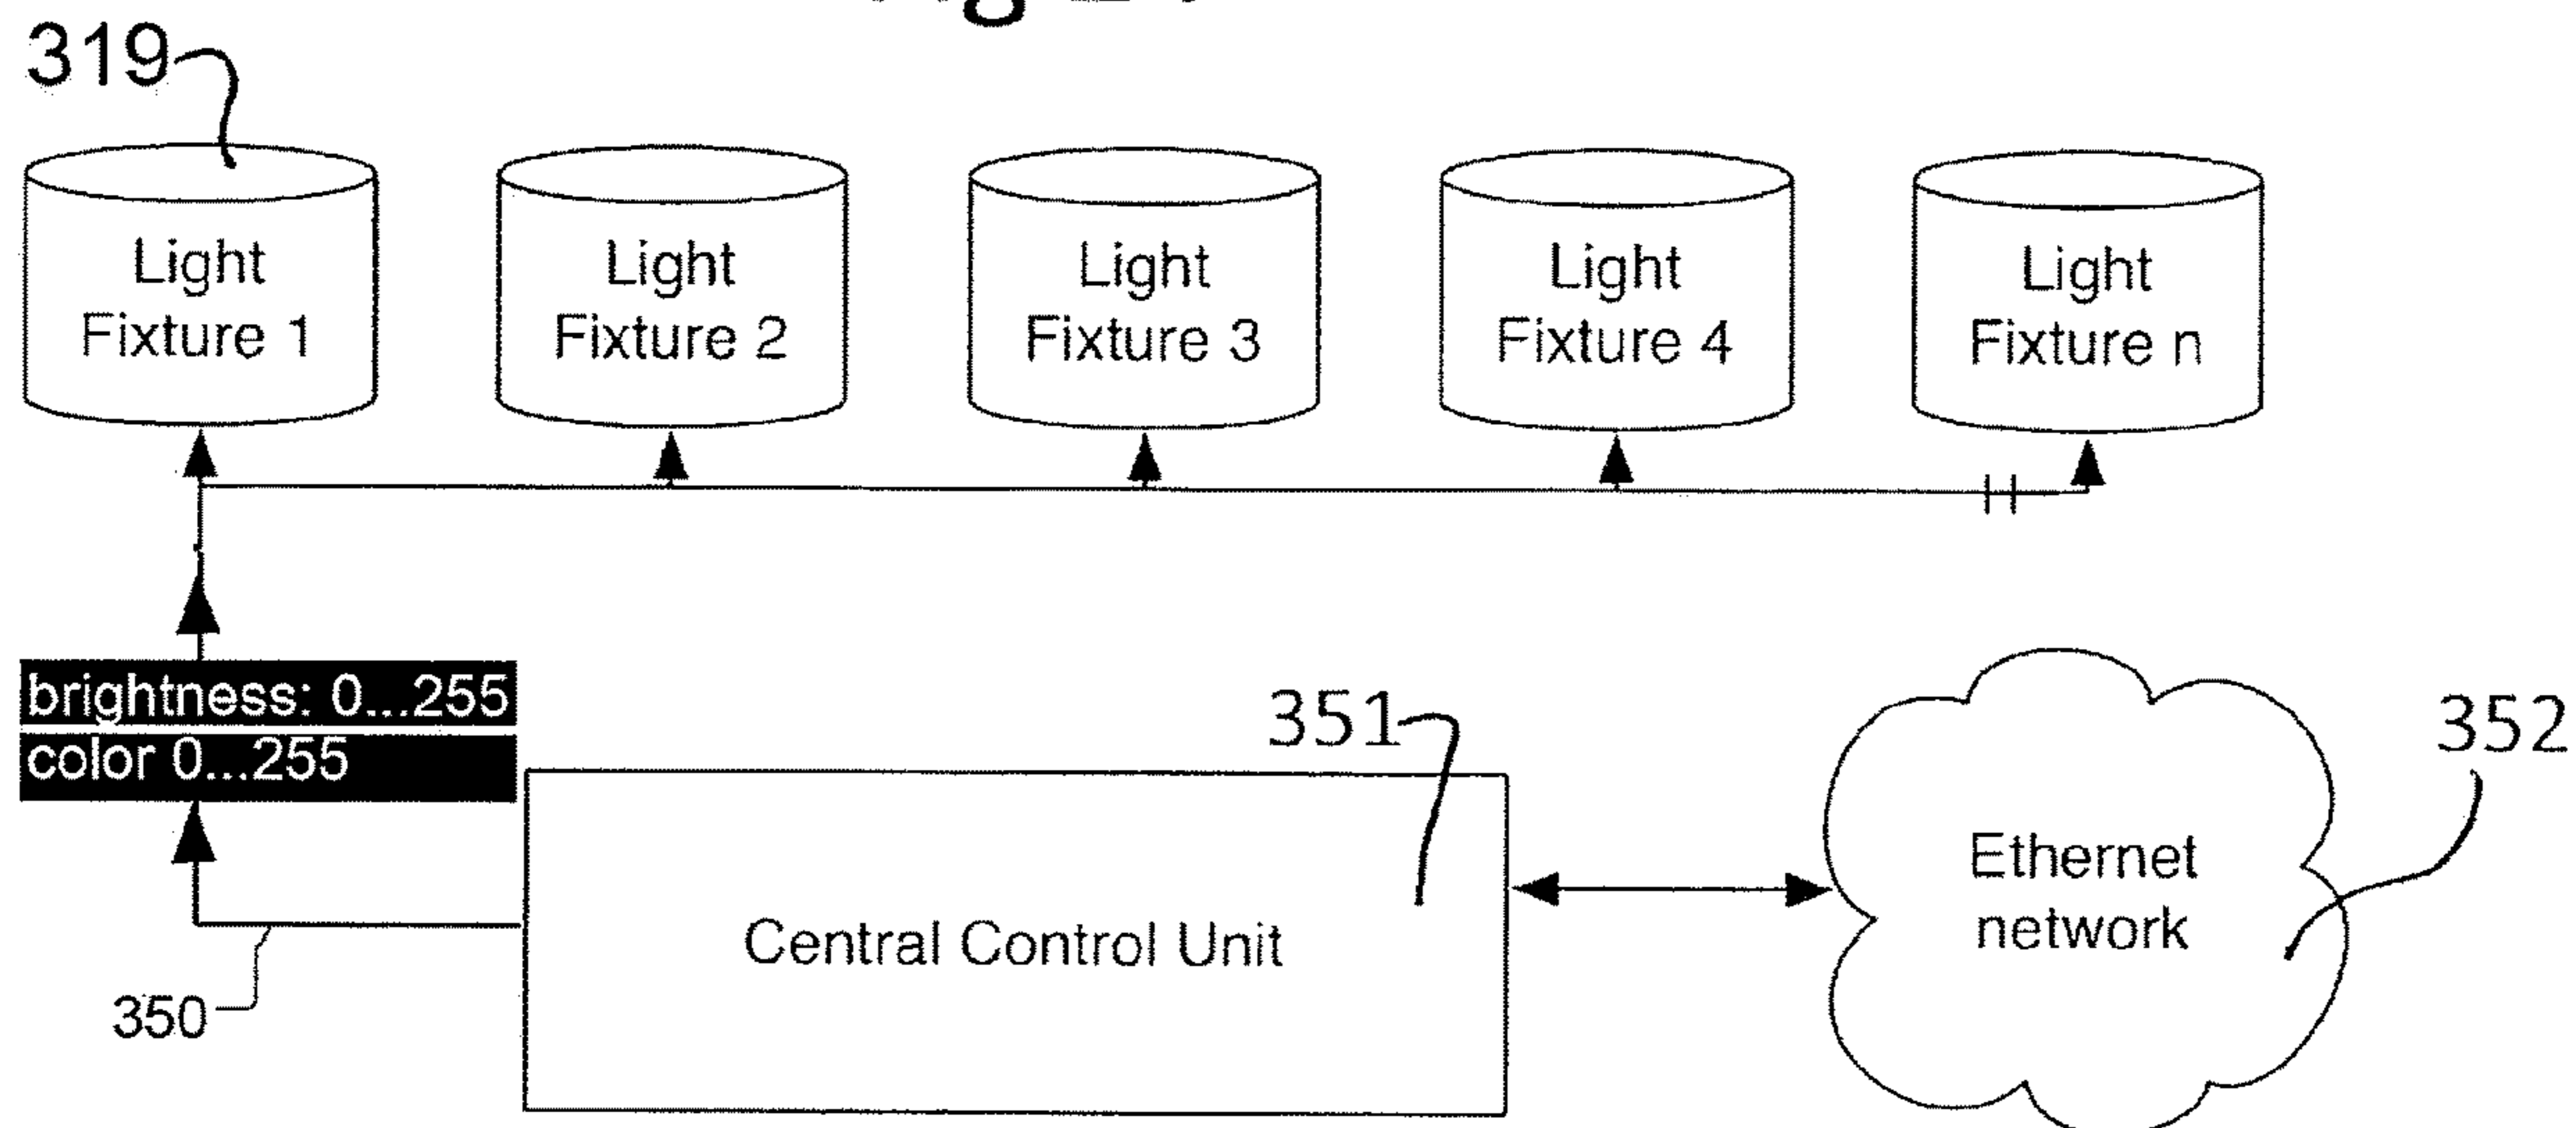 319
Light
Fixture 1
Light
Fixture 2
Light
Fixture 3
Light
Fixture 4
Light
Fixture n
brightness: 0...255
color 0...255
351
352
Central Control Unit
Ethernet
network
350